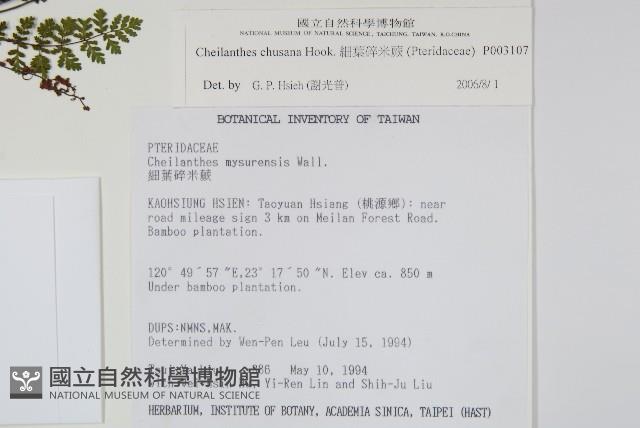 國立自然科學博物館
NATIONAL MUSEUM OF NATURAL SCIENCE, TAICHUNG, TAIWAN, R.O.CHINA
Cheilanthes chusana Hook. 細葉碎米蕨 (Pteridaceae) P003107
Det. by G. P. Hsieh (謝光普) 2006/8/ 1
BOTANICAL INVENTORY OF TAIWAN
PTERIDACEAE
Cheilanthes mysurensis Wall.
細葉碎米蕨
KAOHSIUNG HSIEN: Taoyuan Hsiang (桃源鄉): near
road mileage sign 3 km on Meilan Forest Road.
Bamboo plantation.
120° 49´57 "E,23° 17´50 "N. Elev ca. 850 m
Under bamboo plantation.
DUPS:NMNS,MAK.
Determined by Wen-Pen Leu (July 15, 1994)
May 10, 1994
Yi-Ren Lin and Shih-Ju Liu
HERBARIUM, INSTITUTE OF BOTANY, ACADEMIA SINICA, TAIPEI (HAST)
國立自然科學博物館
NATIONAL MUSEUM OF NATURAL SCIENCE